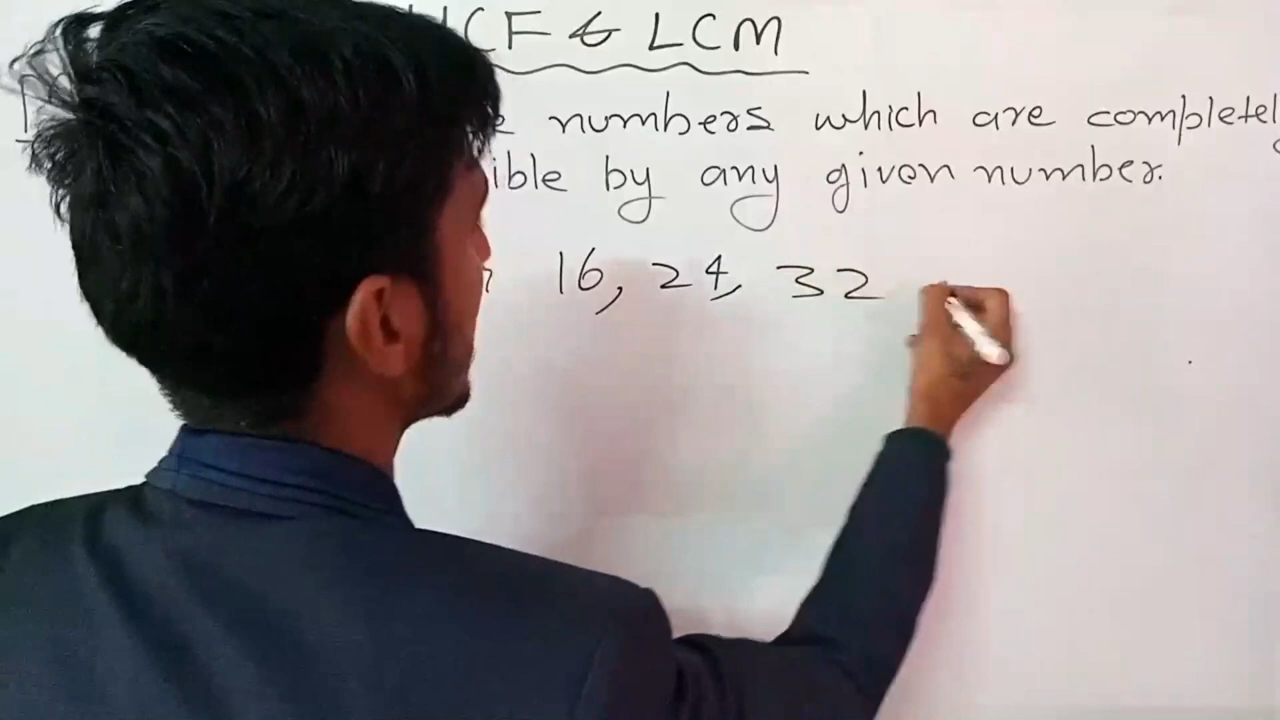 HCF & LCM
numbers which are completel
ible by any given number.
16, 24, 32